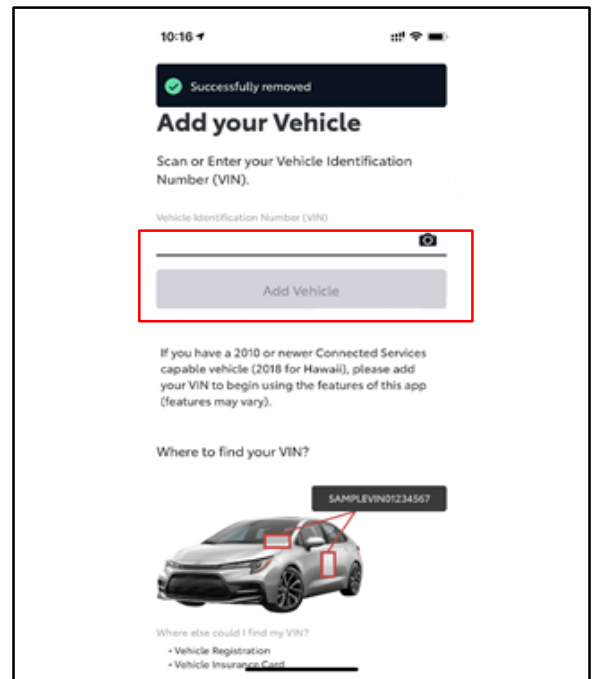 10:16
Successfully removed
Add your Vehicle
Scan or Enter your Vehicle Identification
Number (VIN).
Vehicle Identification Number (VIN)
Add Vehicle
If you have a 2010 or newer Connected Services
capable vehicle (2018 for Hawaii), please add
your VIN to begin using the features of this app
(features may vary).
Where to find your VIN?
SAMPLEVIN01234567
Where else could I find my VIN?
• Vehicle Registration
• Vehicle Insurance Card